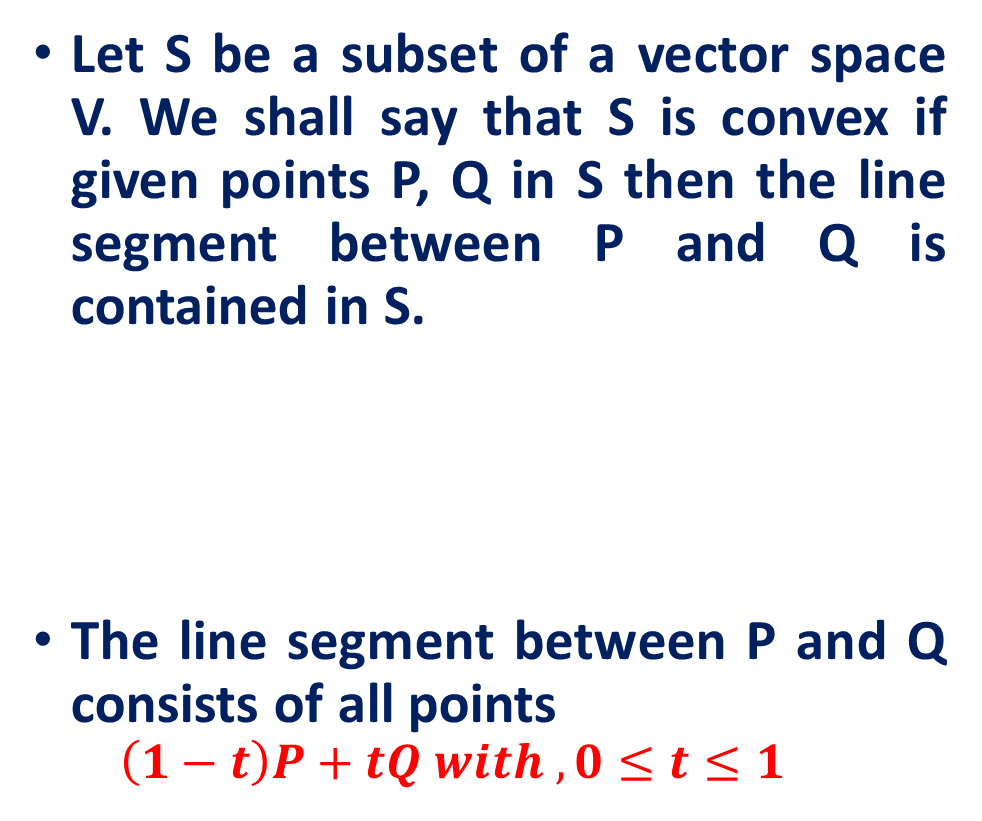 • Let S be a subset of a vector space
V. We shall say that S is convex if
given points P, Q in S then the line
segment between P and Q is
contained in S.
• The line segment between P and Q
consists of all points
(1 − t)P + tQ with , 0 ≤ t ≤ 1